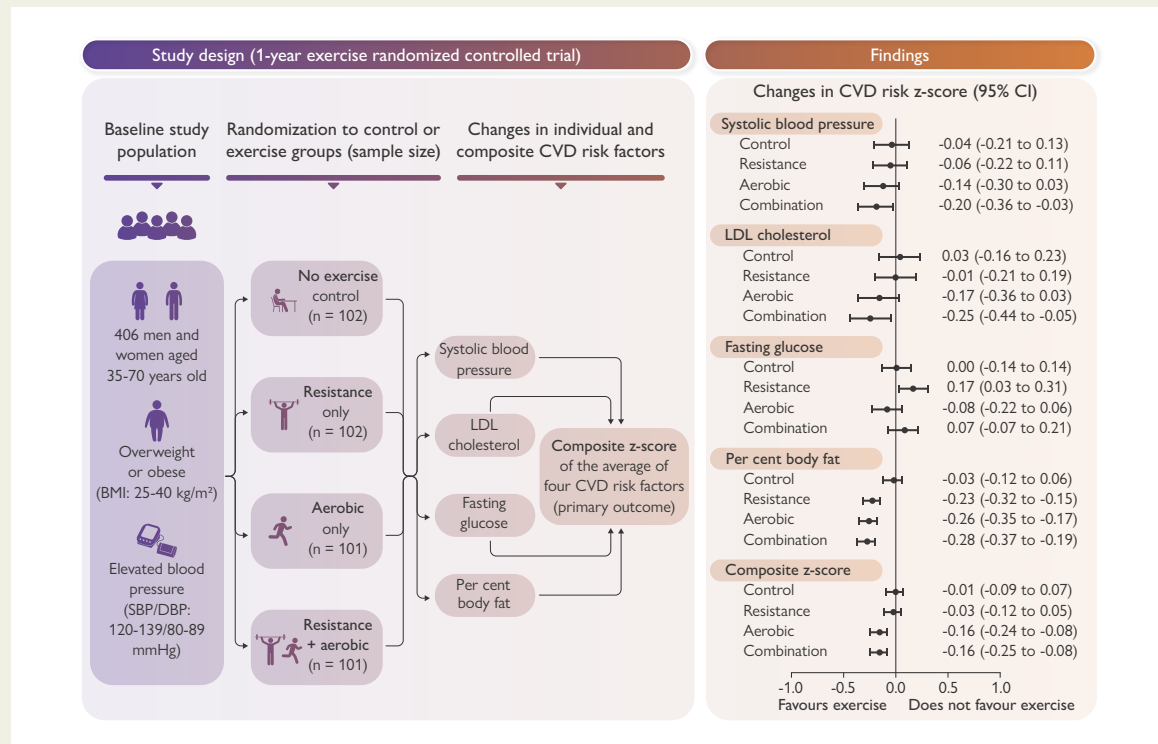 Study design (1-year exercise randomized controlled trial)
Baseline study
population
Randomization to control or
exercise groups (sample size)
Changes in individual and
composite CVD risk factors
406 men and
women aged
35-70 years old
Overweight
or obese
(BMI: 25-40 kg/m²)
Elevated blood
pressure
(SBP/DBP:
120-139/80-89
mmHg)
No exercise
control
(n = 102)
Resistance
only
(n = 102)
Aerobic
only
(n = 101)
Resistance
+ aerobic
(n = 101)
Systolic blood
pressure
LDL
cholesterol
Fasting
glucose
Per cent
body fat
Composite z-score
of the average of
four CVD risk factors
(primary outcome)
Findings
Changes in CVD risk z-score (95% CI)
Systolic blood pressure
Control -0.04 (-0.21 to 0.13)
Resistance -0.06 (-0.22 to 0.11)
Aerobic -0.14 (-0.30 to 0.03)
Combination -0.20 (-0.36 to -0.03)
LDL cholesterol
Control 0.03 (-0.16 to 0.23)
Resistance -0.01 (-0.21 to 0.19)
Aerobic -0.17 (-0.36 to 0.03)
Combination -0.25 (-0.44 to -0.05)
Fasting glucose
Control 0.00 (-0.14 to 0.14)
Resistance 0.17 (0.03 to 0.31)
Aerobic -0.08 (-0.22 to 0.06)
Combination 0.07 (-0.07 to 0.21)
Per cent body fat
Control -0.03 (-0.12 to 0.06)
Resistance -0.23 (-0.32 to -0.15)
Aerobic -0.26 (-0.35 to -0.17)
Combination -0.28 (-0.37 to -0.19)
Composite z-score
Control -0.01 (-0.09 to 0.07)
Resistance -0.03 (-0.12 to 0.05)
Aerobic -0.16 (-0.24 to -0.08)
Combination -0.16 (-0.25 to -0.08)
-1.0 -0.5 0.0 0.5 1.0
Favours exercise Does not favour exercise